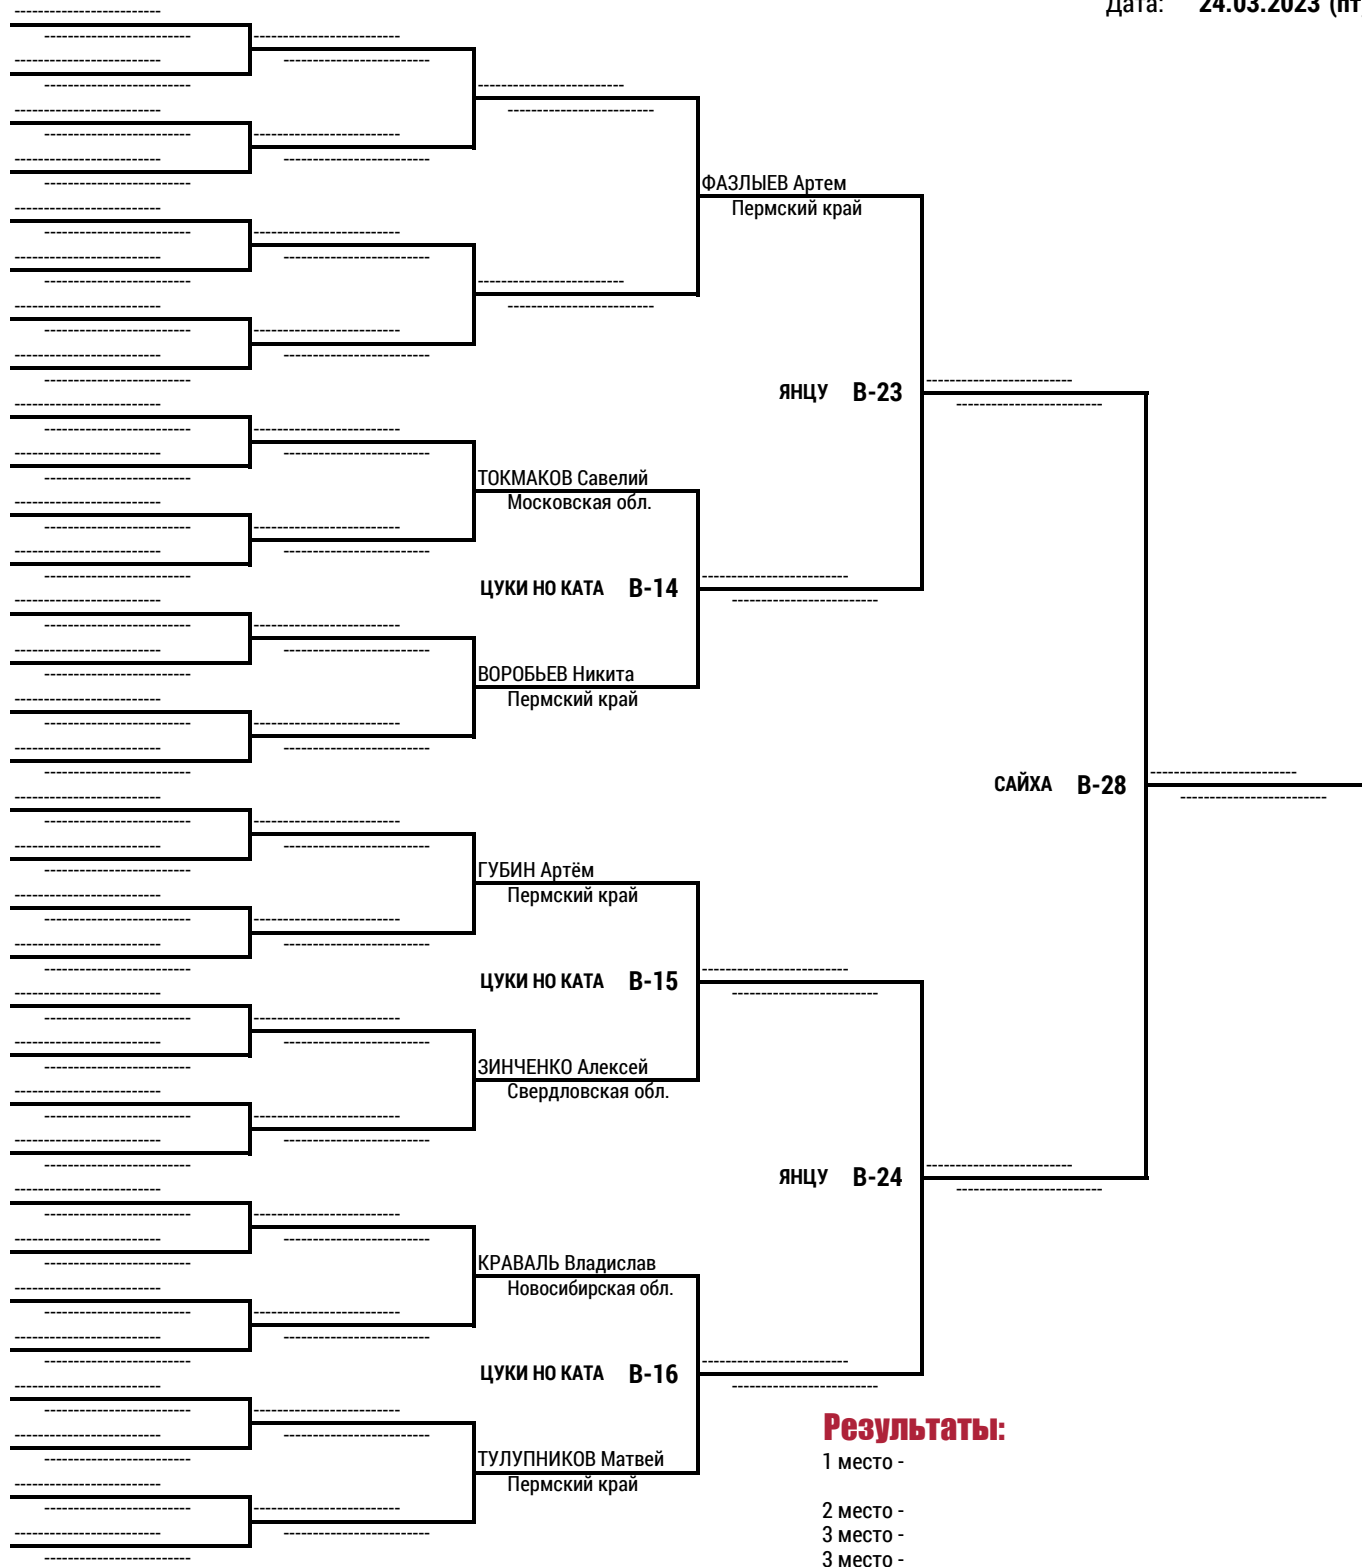 Дата: 24.03.2023 (пт
ФАЗЛЫЕВ Артем
Пермский край
ЯНЦУ B-23
ТОКМАКОВ Савелий
Московская обл.
ЦУКИ НО КАТА B-14
ВОРОБЬЕВ Никита
Пермский край
САЙХА B-28
ГУБИН Артём
Пермский край
ЦУКИ НО КАТА B-15
ЗИНЧЕНКО Алексей
Свердловская обл.
ЯНЦУ B-24
КРАВАЛЬ Владислав
Новосибирская обл.
ЦУКИ НО КАТА B-16
ТУЛУПНИКОВ Матвей
Пермский край
Результаты:
1 место -
2 место -
3 место -
3 место -